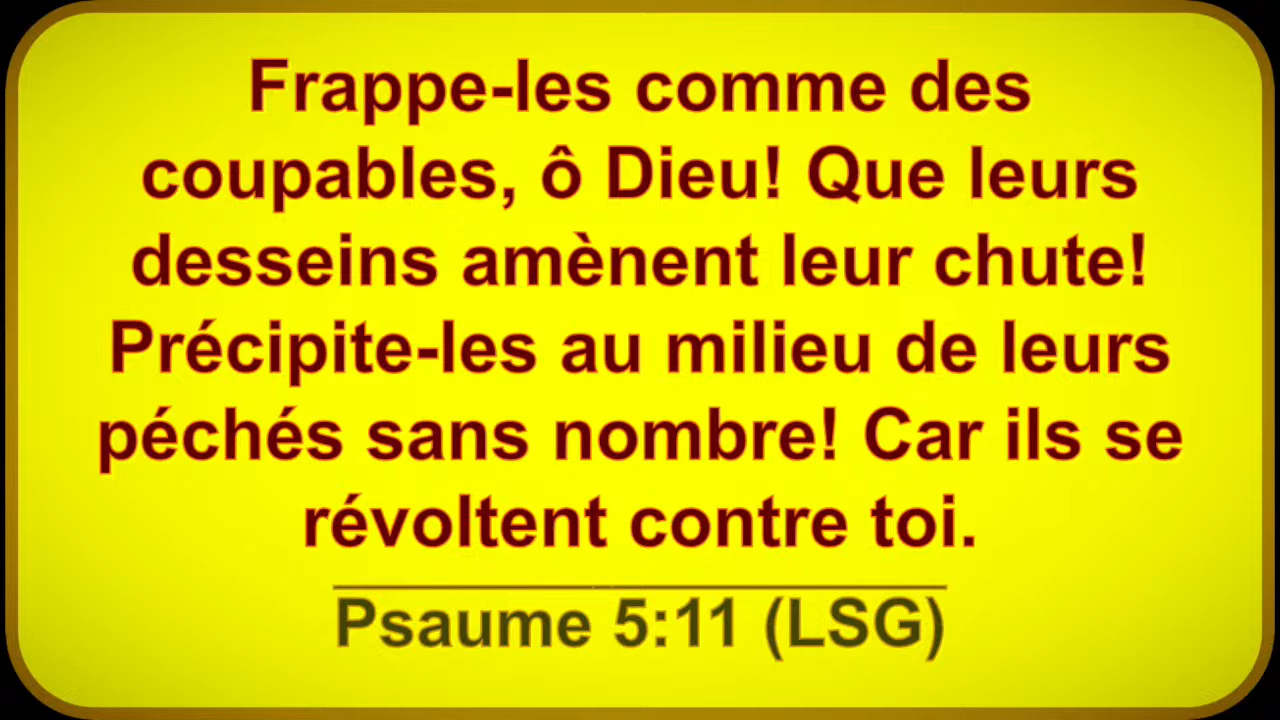 Frappe-les comme des
coupables, ô Dieu! Que leurs
desseins amènent leur chute!
Précipite-les au milieu de leurs
péchés sans nombre! Car ils se
révoltent contre toi.
Psaume 5:11 (LSG)